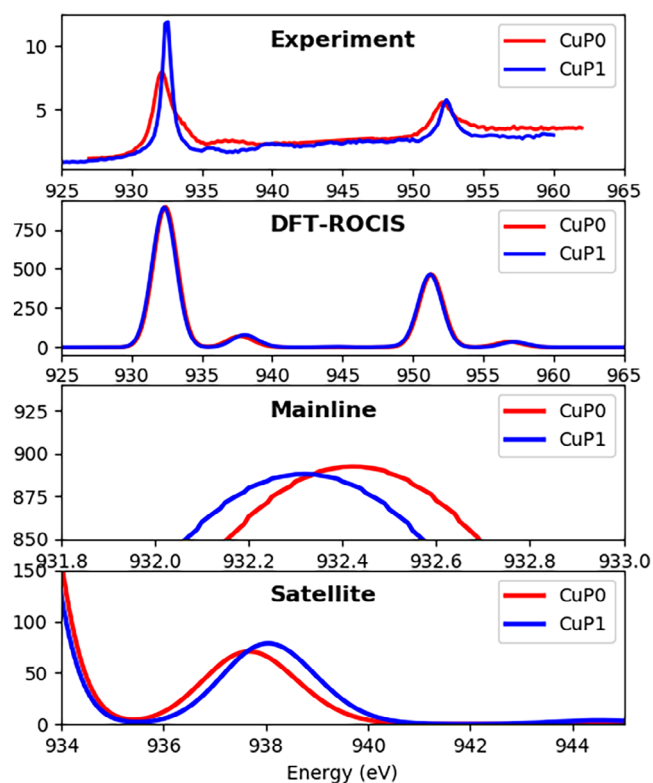 Experiment
CuP0
CuP1
10
5
925 930 935 940 945 950 955 960 965
DFT-ROCIS
CuP0
CuP1
750
500
250
0
925 930 935 940 945 950 955 960 965
Mainline
CuP0
CuP1
925
900
875
850
931.8 932.0 932.2 932.4 932.6 932.8 933.0
Satellite
CuP0
CuP1
150
100
50
0
934 936 938 940 942 944
Energy (eV)